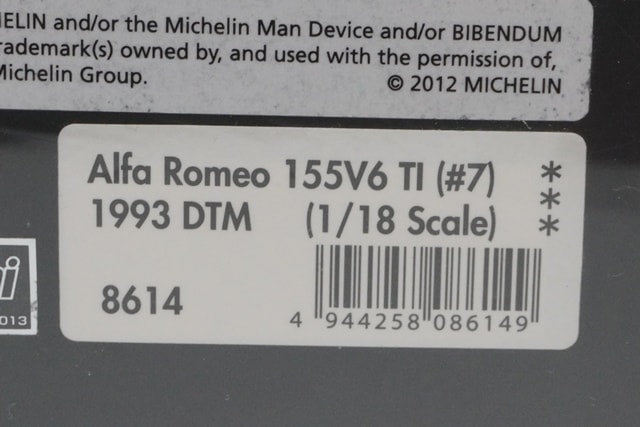 ELIN and/or the Michelin Man Device and/or BIBENDUM
rademark(s) owned by, and used with the permission of,
Michelin Group.
© 2012 MICHELIN
Alfa Romeo 155V6 TI (#7) *
1993 DTM (1/18 Scale) *
*
8614
4 944258 086149
013